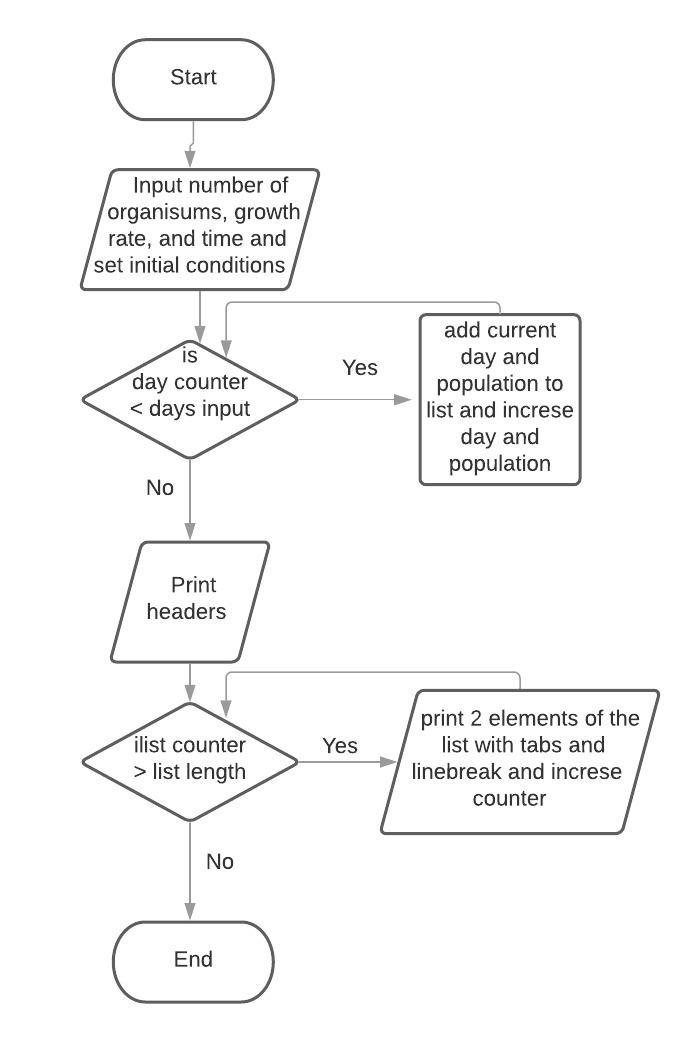 Start
Input number of
organisums, growth
rate, and time and
set initial conditions
is
day counter
< days input
Yes
add current
day and
population to
list and increse
day and
population
No
Print
headers
ilist counter
> list length
Yes
print 2 elements of the
list with tabs and
linebreak and increse
counter
No
End